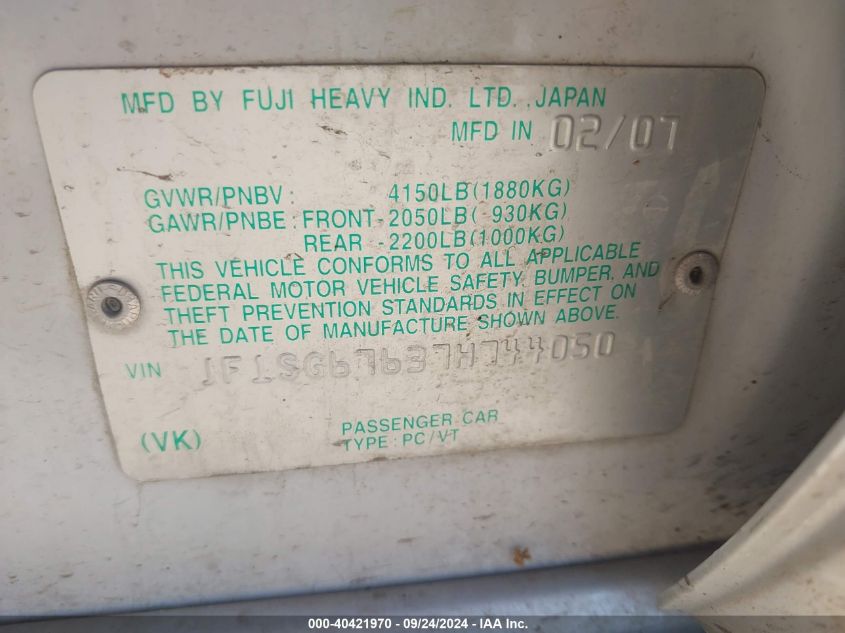 MFD BY FUJI HEAVY IND. LTD., JAPAN
MFD IN 02/07
GVWR/PNBV: 4150LB(1880KG)
GAWR/PNBE: FRONT-2050LB( 930KG)
REAR -2200LB(1000KG)
THIS VEHICLE CONFORMS TO ALL APPLICABLE
FEDERAL MOTOR VEHICLE SAFETY, BUMPER, AND
THEFT PREVENTION STANDARDS IN EFFECT ON
THE DATE OF MANUFACTURE SHOWN ABOVE.
VIN JF1SG67637H744050
PASSENGER CAR
(VK) TYPE: PC/VT
000-40421970 - 09/24/2024 - IAA Inc.